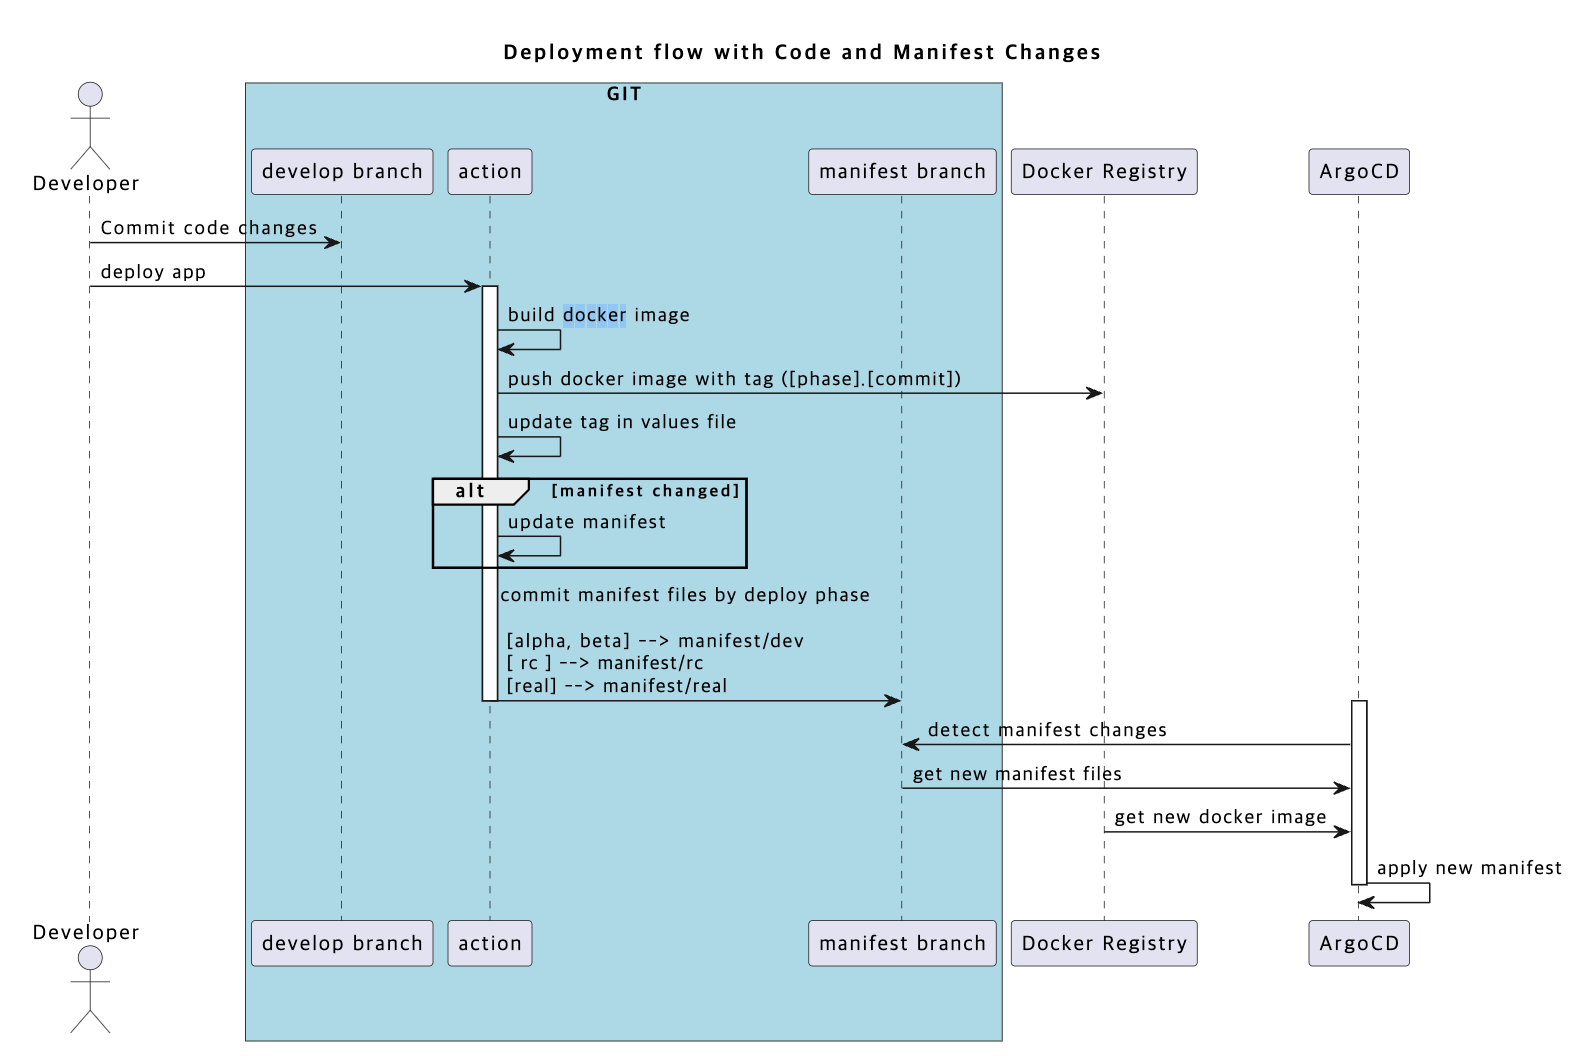 Deployment flow with Code and Manifest Changes
GIT
Developer
develop branch
action
manifest branch
Docker Registry
ArgoCD
Commit code changes
deploy app
build docker image
push docker image with tag ([phase].[commit])
update tag in values file
alt
[manifest changed]
update manifest
commit manifest files by deploy phase
[alpha, beta] --> manifest/dev
[ rc ] --> manifest/rc
[real] --> manifest/real
detect manifest changes
get new manifest files
get new docker image
apply new manifest
Developer
develop branch
action
manifest branch
Docker Registry
ArgoCD